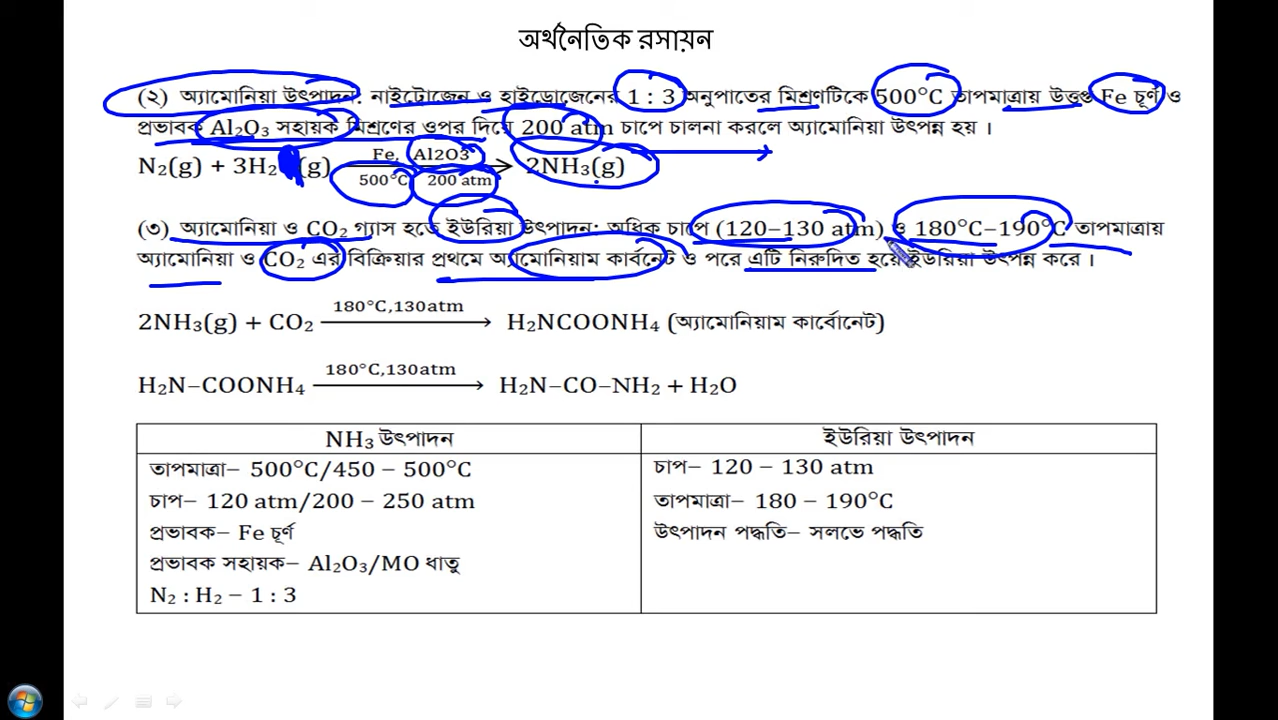 অর্থনৈতিক রসায়ন
(২) অ্যামোনিয়া উৎপাদন: নাইট্রোজেন ও হাইড্রোজেনের 1 : 3 অনুপাতের মিশ্রণটিকে 500°C তাপমাত্রায় উত্তপ্ত Fe চূর্ণ ও
প্রভাবক Al₂O₃ সহায়ক মিশ্রণের ওপর দিয়ে 200 atm চাপে চালনা করলে অ্যামোনিয়া উৎপন্ন হয় ।
Fe, Al2O3
N₂(g) + 3H₂ (g) → 2NH₃(g)
500°C 200 atm
(৩) অ্যামোনিয়া ও CO₂ গ্যাস হতে ইউরিয়া উৎপাদন: অধিক চাপে (120–130 atm) ও 180°C–190°C তাপমাত্রায়
অ্যামোনিয়া ও CO₂ এর বিক্রিয়ার প্রথমে অ্যামোনিয়াম কার্বনেট ও পরে এটি নিরুদিত হয়ে ইউরিয়া উৎপন্ন করে ।
180°C,130atm
2NH₃(g) + CO₂ → H₂NCOONH₄ (অ্যামোনিয়াম কার্বোনেট)
180°C,130atm
H₂N–COONH₄ → H₂N–CO–NH₂ + H₂O
NH₃ উৎপাদন
তাপমাত্রা– 500°C/450 – 500°C
চাপ– 120 atm/200 – 250 atm
প্রভাবক– Fe চূর্ণ
প্রভাবক সহায়ক– Al₂O₃/MO ধাতু
N₂ : H₂ – 1 : 3
ইউরিয়া উৎপাদন
চাপ– 120 – 130 atm
তাপমাত্রা– 180 – 190°C
উৎপাদন পদ্ধতি– সলভে পদ্ধতি